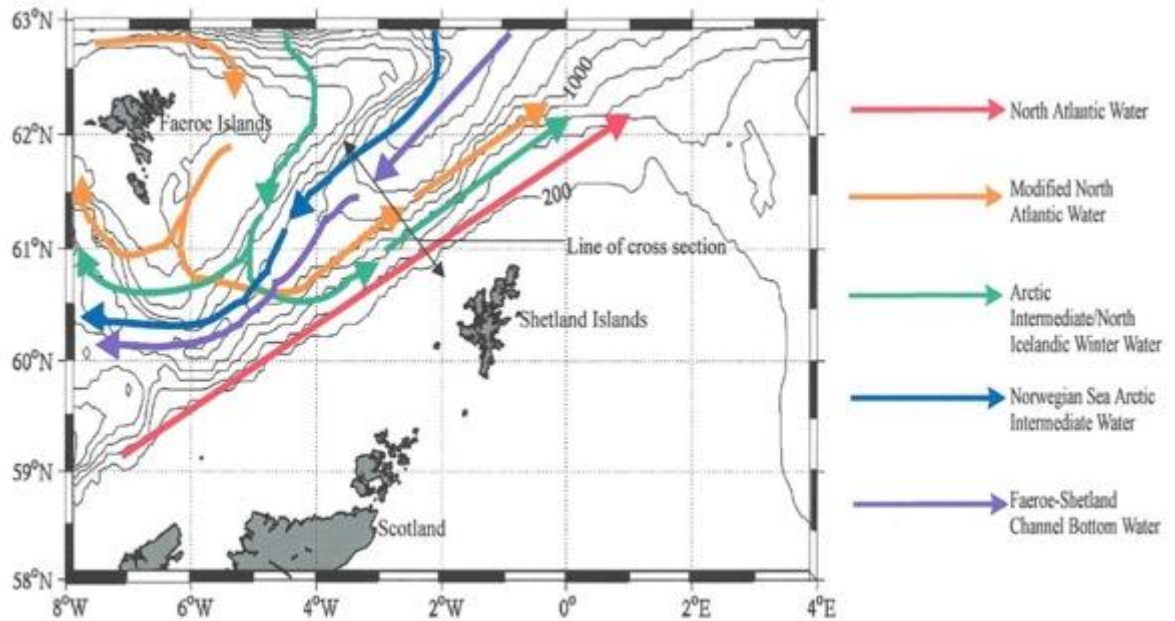 63°N
62°N
61°N
60°N
59°N
58°N
8°W
6°W
4°W
2°W
0°
2°E
4°E
Faeroe Islands
1000
200
Line of cross section
Shetland Islands
Scotland
North Atlantic Water
Modified North
Atlantic Water
Arctic
Intermediate/North
Icelandic Winter Water
Norwegian Sea Arctic
Intermediate Water
Faeroe-Shetland
Channel Bottom Water